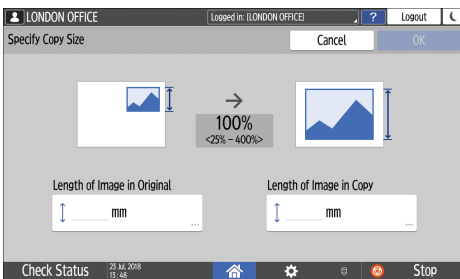 LONDON OFFICE
Logged in: [LONDON OFFICE]
?
Logout
Specify Copy Size
Cancel
OK
→
100%
<25% – 400%>
Length of Image in Original
Length of Image in Copy
mm
...
mm
...
Check Status
23 Jul. 2018
13 : 48
Stop